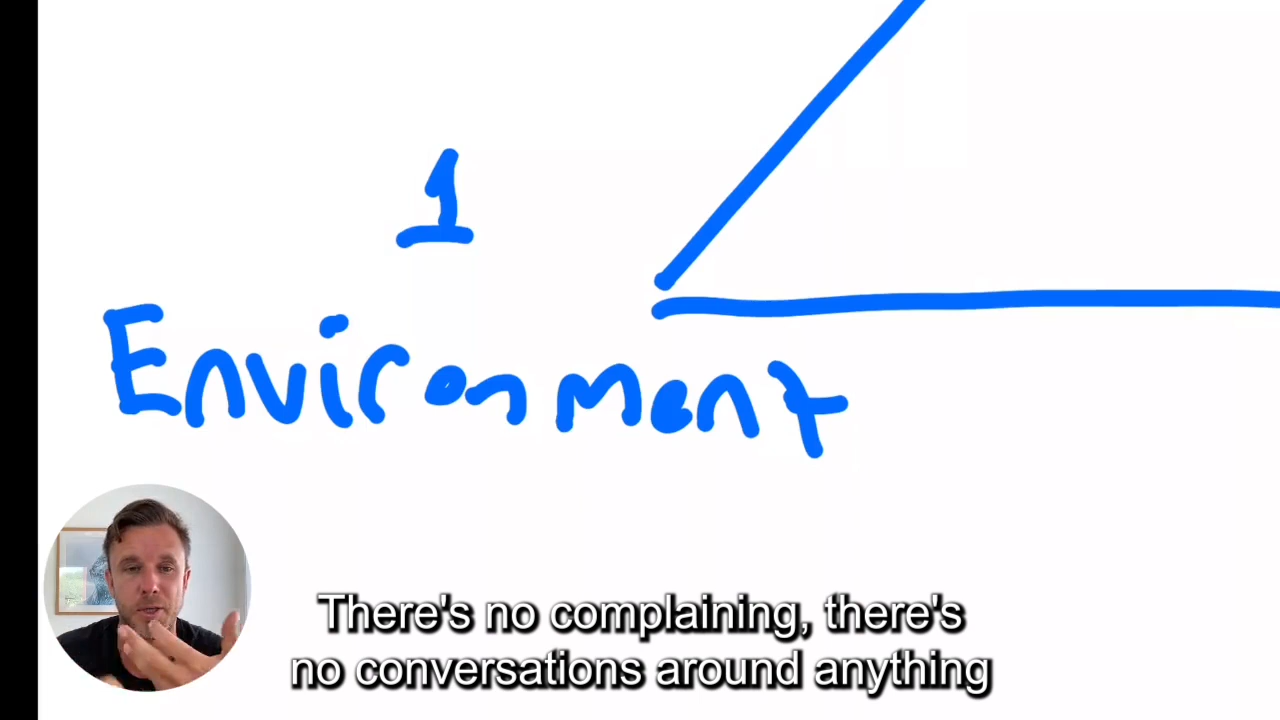 1
Environment
There's no complaining, there's
no conversations around anything